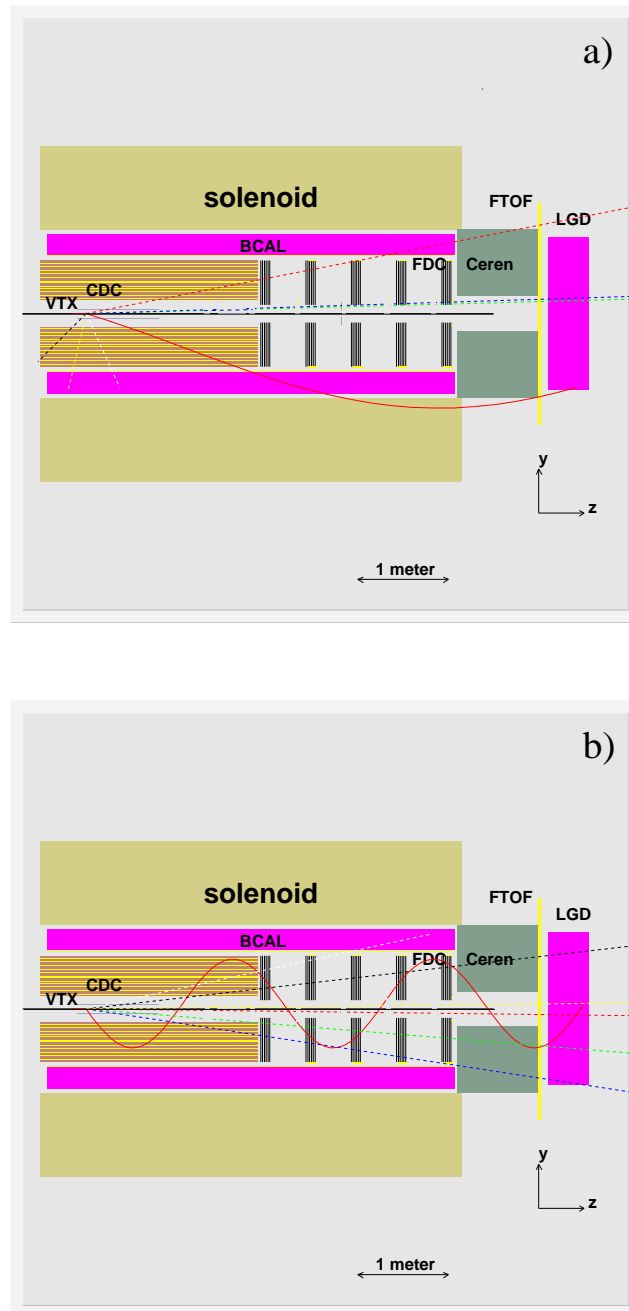 a)
solenoid
FTOF
LGD
BCAL
FDC
Ceren
CDC
VTX
y
z
1 meter
b)
solenoid
FTOF
LGD
BCAL
FDC
Ceren
CDC
VTX
y
z
1 meter